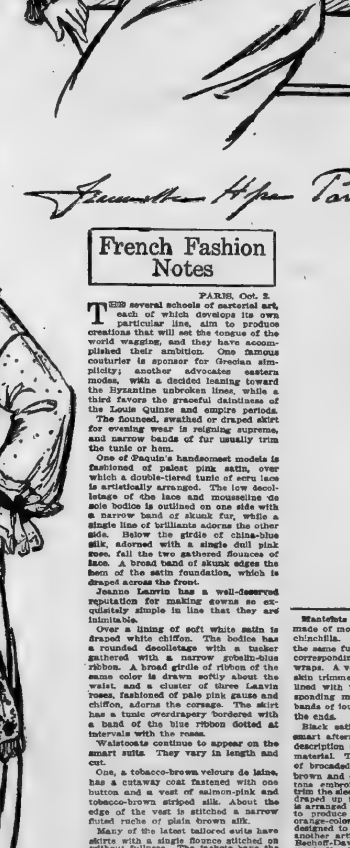 French Fashion
Notes
PARIS, Oct. 2.
THE several schools of sartorial art,
each of which develops its own
particular line, aim to produce
creations that will set the tongue of the
world wagging, and they have accom-
plished their ambition. One famous
couturier is sponsor for Grecian sim-
plicity; another advocates eastern
modes, with a decided leaning toward
the Byzantine unbroken lines, while a
third favors the graceful daintiness of
the Louis Quinze and empire periods.
The flounced, swathed or draped skirt
for evening wear is reigning supreme,
and narrow bands of fur usually trim
the tunic or hem.
One of Paquin's handsomest models is
fashioned of palest pink satin, over
which a double-tiered tunic of ecru lace
is artistically arranged. The low decol-
letage of the lace and mousseline de
soie bodice is outlined on one side with
a narrow band of skunk fur, while a
single line of brilliants adorns the other
side. Below the girdle of china-blue
silk, adorned with a single dull pink
rose, fall the two gathered flounces of
lace. A broad band of skunk edges the
hem of the satin foundation, which is
draped across the front.
Jeanne Lanvin has a well-deserved
reputation for making gowns so ex-
quisitely simple in line that they are
inimitable.
Over a lining of soft white satin is
draped white chiffon. The bodice has
a rounded decolletage with a tucker
gathered with a narrow gobelin-blue
ribbon. A broad girdle of ribbon of the
same color is drawn softly about the
waist, and a cluster of three Lanvin
roses, fashioned of pale pink gauze and
chiffon, adorns the corsage. The skirt
has a tunic overdrapery bordered with
a band of the blue ribbon dotted at
intervals with the roses.
Waistcoats continue to appear on the
smart suits. They vary in length and
cut.
One, a tobacco-brown velours de laine,
has a cutaway coat fastened with one
button and a vest of salmon-pink and
tobacco-brown striped silk. About the
edge of the vest is stitched a narrow
fluted ruche of plain brown silk.
Many of the latest tailored suits have
skirts with a single flounce stitched on
Mantelets
made of mo
chinchilla.
the same fu
correspondin
wraps. A v
skin trimme
lined with
sponding m
bands of fou
the ends.
Black sati
smart after
description
material. T
of brocaded
brown and
tone embroi
trim the slee
draped up
is arranged
to produce
orange-color
designed to
another art
Bechoff-Dav